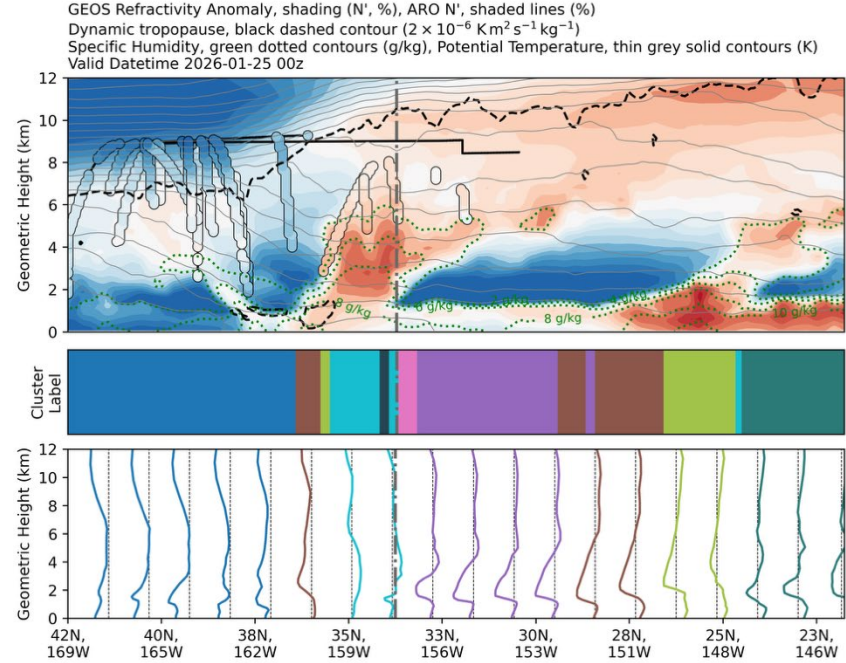 GEOS Refractivity Anomaly, shading (N', %), ARO N', shaded lines (%)
Dynamic tropopause, black dashed contour (2 × 10⁻⁶ K m² s⁻¹ kg⁻¹)
Specific Humidity, green dotted contours (g/kg), Potential Temperature, thin grey solid contours (K)
Valid Datetime 2026-01-25 00z
Geometric Height (km)
12
10
8
6
4
2
0
8 g/kg
6 g/kg
8 g/kg
10 g/kg
Cluster
Label
Geometric Height (km)
12
10
8
6
4
2
0
42N, 40N, 38N, 35N, 33N, 30N, 28N, 25N, 23N,
169W 165W 162W 159W 156W 153W 151W 148W 146W